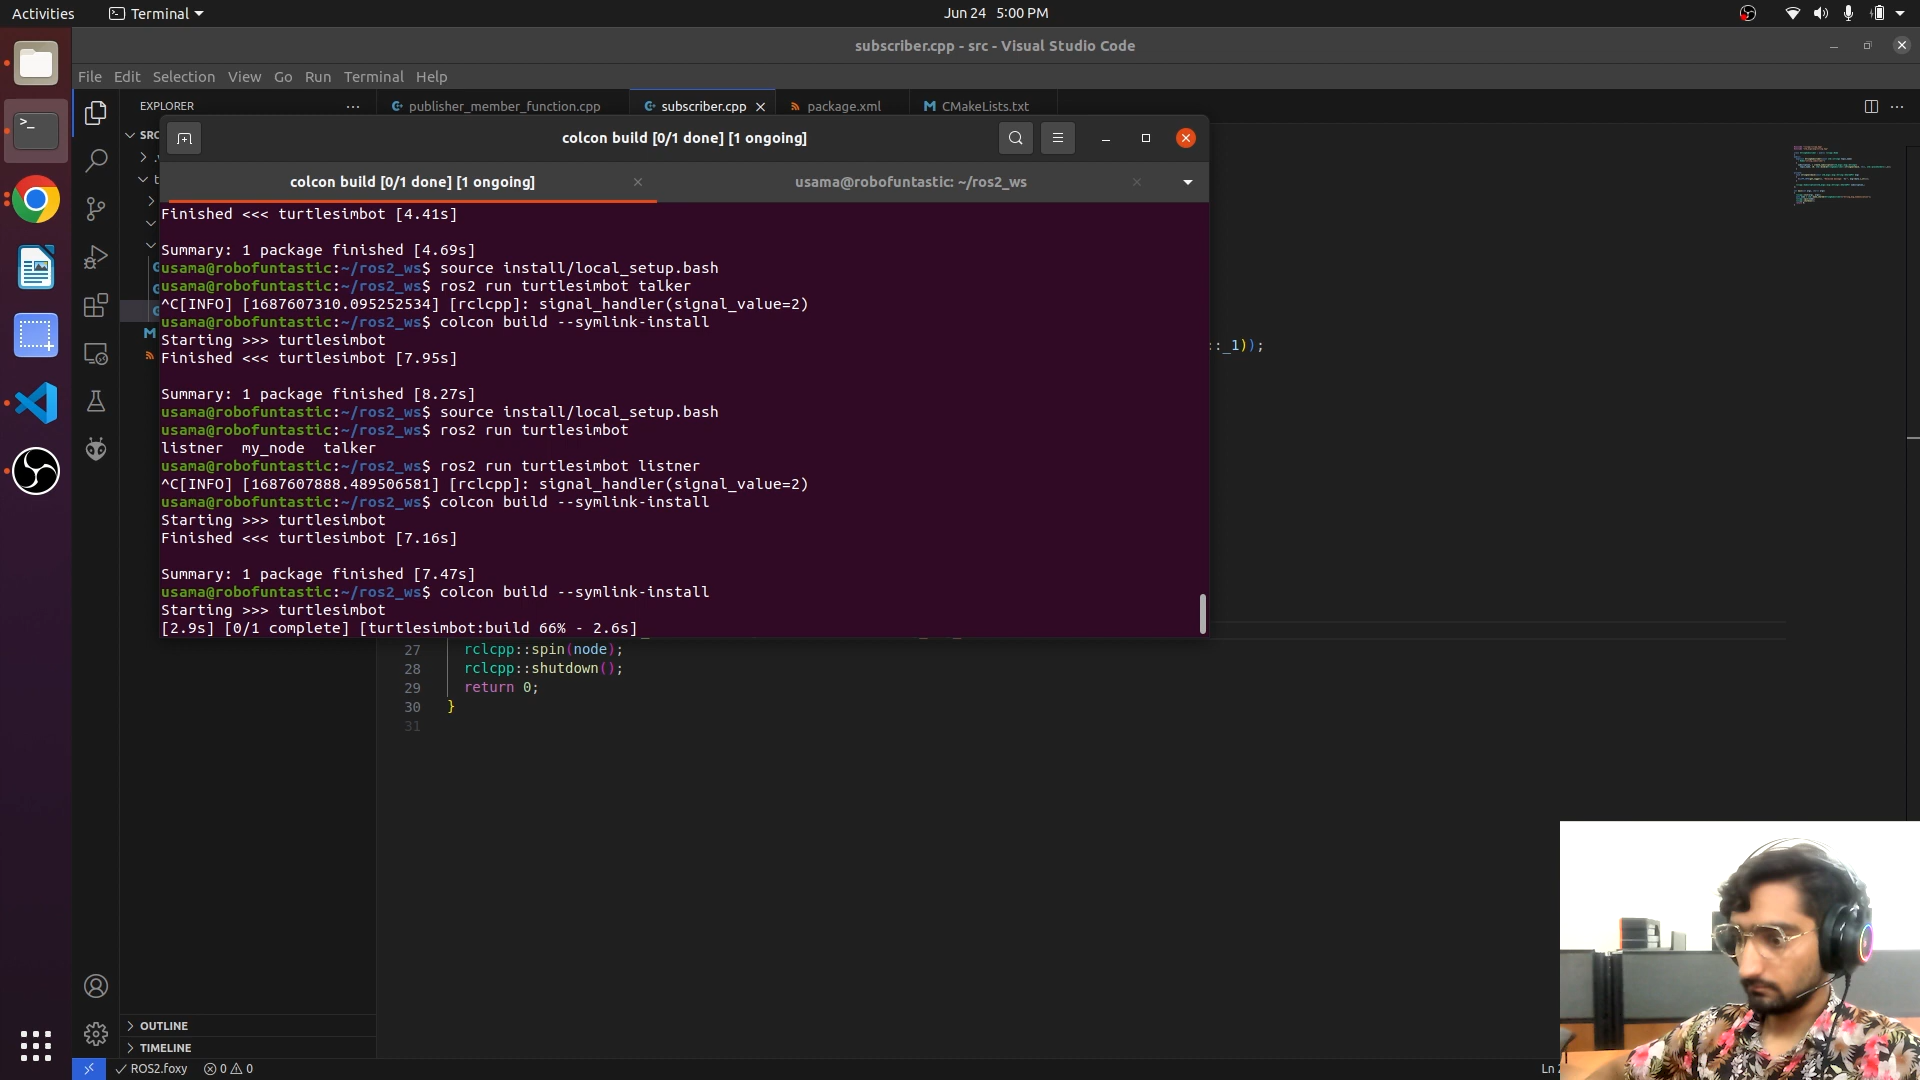 Activities
Terminal
Jun 24 5:00 PM
subscriber.cpp - src - Visual Studio Code
File Edit Selection View Go Run Terminal Help
EXPLORER
publisher_member_function.cpp
subscriber.cpp
package.xml
CMakeLists.txt
SRC
colcon build [0/1 done] [1 ongoing]
colcon build [0/1 done] [1 ongoing]
usama@robofuntastic: ~/ros2_ws
Finished <<< turtlesimbot [4.41s]
Summary: 1 package finished [4.69s]
usama@robofuntastic:~/ros2_ws$ source install/local_setup.bash
usama@robofuntastic:~/ros2_ws$ ros2 run turtlesimbot talker
^C[INFO] [1687607310.095252534] [rclcpp]: signal_handler(signal_value=2)
usama@robofuntastic:~/ros2_ws$ colcon build --symlink-install
Starting >>> turtlesimbot
Finished <<< turtlesimbot [7.95s]
Summary: 1 package finished [8.27s]
usama@robofuntastic:~/ros2_ws$ source install/local_setup.bash
usama@robofuntastic:~/ros2_ws$ ros2 run turtlesimbot
listner my_node talker
usama@robofuntastic:~/ros2_ws$ ros2 run turtlesimbot listner
^C[INFO] [1687607888.489506581] [rclcpp]: signal_handler(signal_value=2)
usama@robofuntastic:~/ros2_ws$ colcon build --symlink-install
Starting >>> turtlesimbot
Finished <<< turtlesimbot [7.16s]
Summary: 1 package finished [7.47s]
usama@robofuntastic:~/ros2_ws$ colcon build --symlink-install
Starting >>> turtlesimbot
[2.9s] [0/1 complete] [turtlesimbot:build 66% - 2.6s]
::_1));
27 rclcpp::spin(node);
28 rclcpp::shutdown();
29 return 0;
30 }
31
OUTLINE
TIMELINE
ROS2.foxy
0 0
Ln